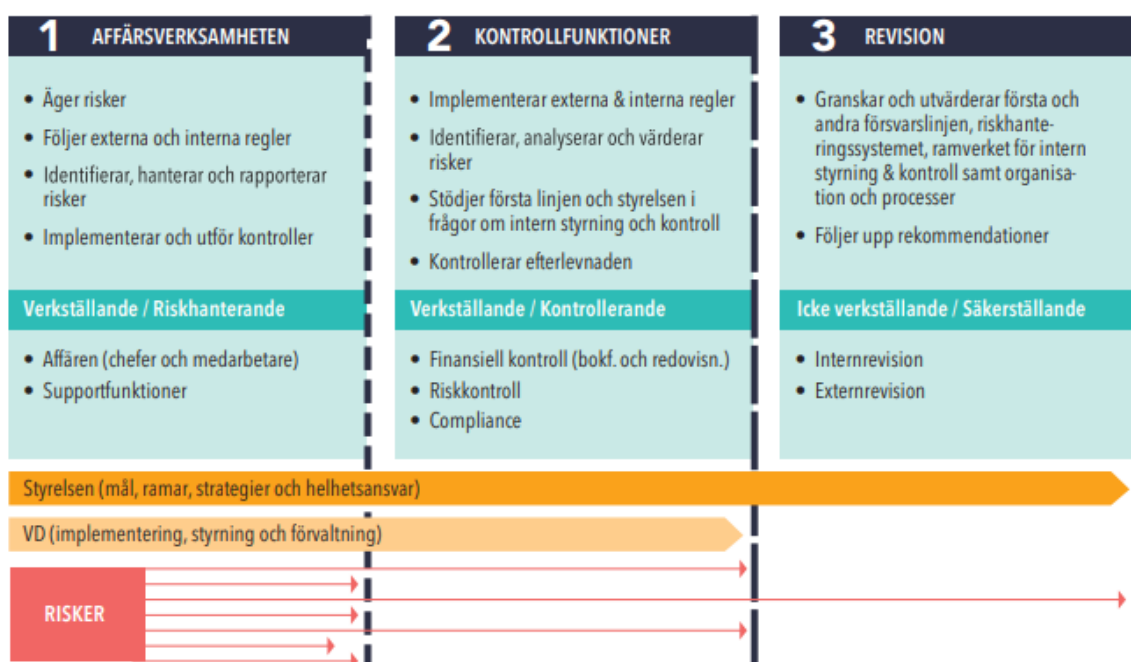 1 AFFÄRSVERKSAMHETEN
• Äger risker
• Följer externa och interna regler
• Identifierar, hanterar och rapporterar
risker
• Implementerar och utför kontroller
Verkställande / Riskhanterande
• Affären (chefer och medarbetare)
• Supportfunktioner
2 KONTROLLFUNKTIONER
• Implementerar externa & interna regler
• Identifierar, analyserar och värderar
risker
• Stödjer första linjen och styrelsen i
frågor om intern styrning och kontroll
• Kontrollerar efterlevnaden
Verkställande / Kontrollerande
• Finansiell kontroll (bokf. och redovisn.)
• Riskkontroll
• Compliance
3 REVISION
• Granskar och utvärderar första och
andra försvarslinjen, riskhante-
ringssystemet, ramverket för intern
styrning & kontroll samt organisa-
tion och processer
• Följer upp rekommendationer
Icke verkställande / Säkerställande
• Internrevision
• Externrevision
Styrelsen (mål, ramar, strategier och helhetsansvar)
VD (implementering, styrning och förvaltning)
RISKER